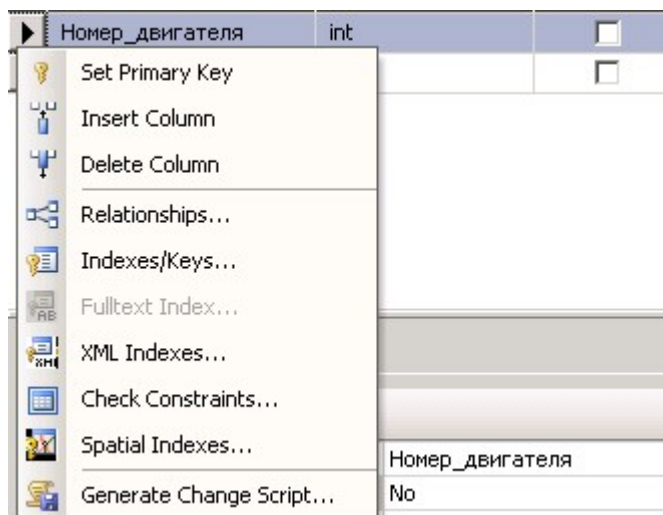 Номер_двигателя int
Set Primary Key
Insert Column
Delete Column
Relationships...
Indexes/Keys...
Fulltext Index...
XML Indexes...
Check Constraints...
Spatial Indexes...
Номер_двигателя
Generate Change Script...
No